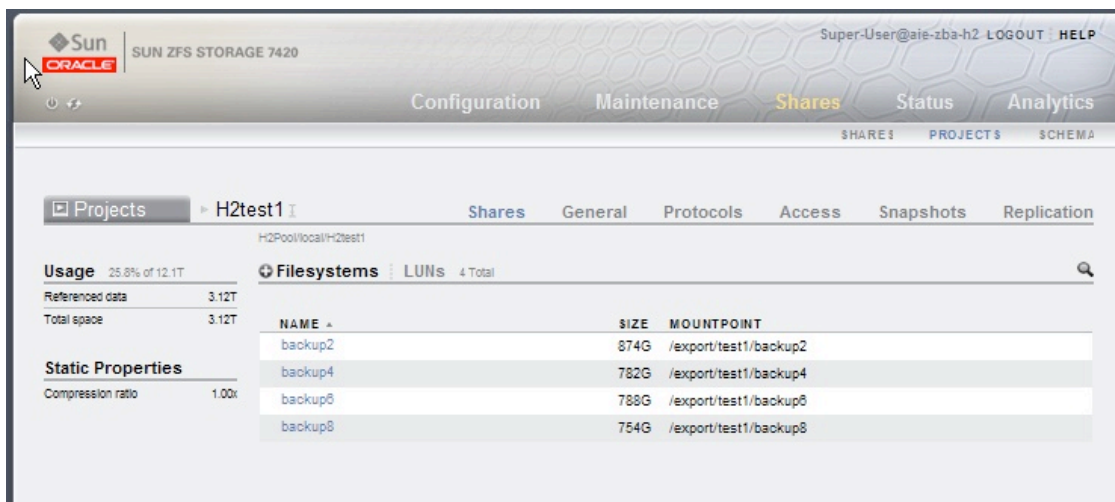 Sun
ORACLE
SUN ZFS STORAGE 7420
Super-User@aie-zba-h2 LOGOUT HELP
Configuration Maintenance Shares Status Analytics
SHARES PROJECTS SCHEMA
Projects H2test1 Shares General Protocols Access Snapshots Replication
H2Pool/local/H2test1
Usage 25.8% of 12.1T Filesystems LUNs 4 Total
Referenced data 3.12T
Total space 3.12T
NAME SIZE MOUNTPOINT
backup2 874G /export/test1/backup2
Static Properties
backup4 782G /export/test1/backup4
Compression ratio 1.00x
backup6 788G /export/test1/backup6
backup8 754G /export/test1/backup8